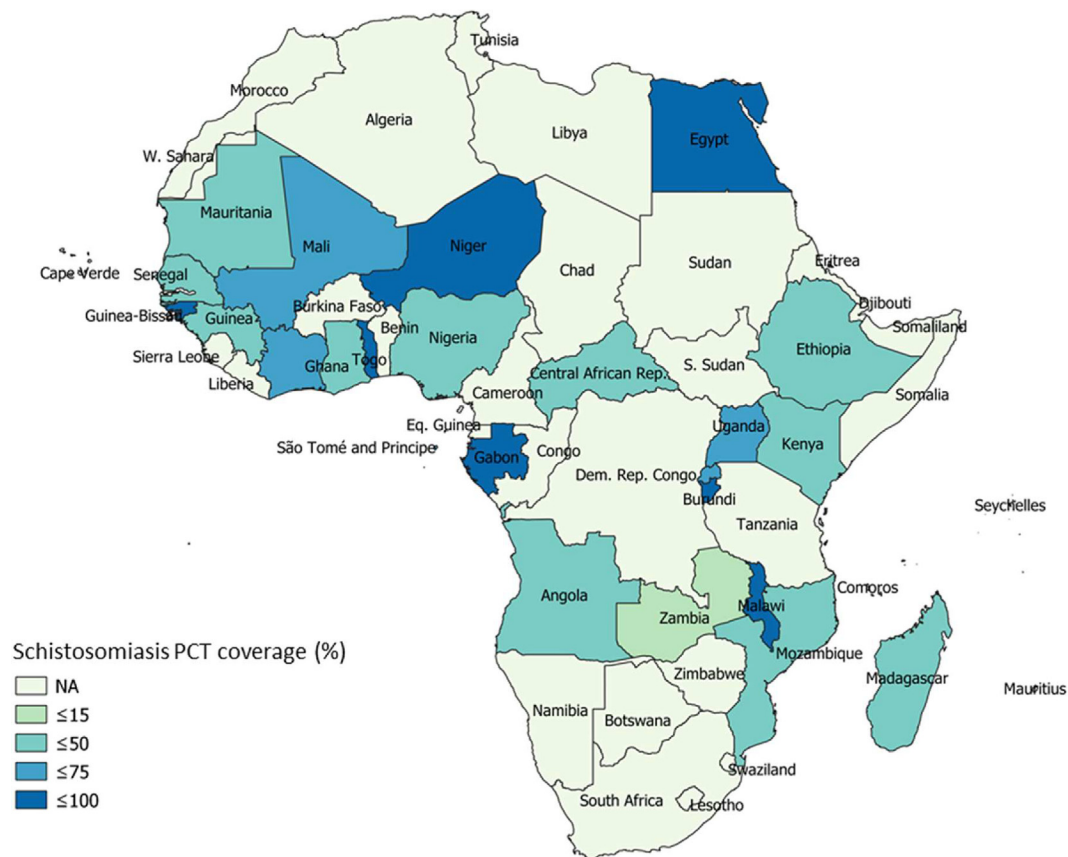 Tunisia
Morocco
Algeria
Libya
Egypt
W. Sahara
Mauritania
Mali
Niger
Chad
Sudan
Eritrea
Cape Verde
Senegal
Burkina Faso
Djibouti
Guinea-Bissau
Guinea
Benin
Nigeria
Somaliland
Sierra Leone
Ghana
Togo
Ethiopia
Liberia
Central African Rep.
S. Sudan
Cameroon
Somalia
Eq. Guinea
Uganda
São Tomé and Principe
Gabon
Congo
Kenya
Dem. Rep. Congo
Burundi
Seychelles
Tanzania
Angola
Comoros
Malawi
Zambia
Mozambique
Zimbabwe
Madagascar
Mauritius
Namibia
Botswana
Swaziland
South Africa
Lesotho
Schistosomiasis PCT coverage (%)
NA
≤15
≤50
≤75
≤100